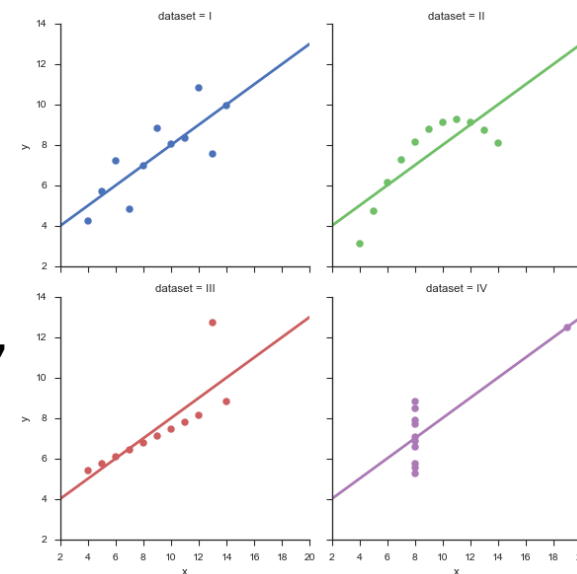 dataset = I
dataset = II
14
12
10
8
6
4
2
y
dataset = III
dataset = IV
14
12
10
8
6
4
2
y
2 4 6 8 10 12 14 16 18 20
2 4 6 8 10 12 14 16 18
x
x